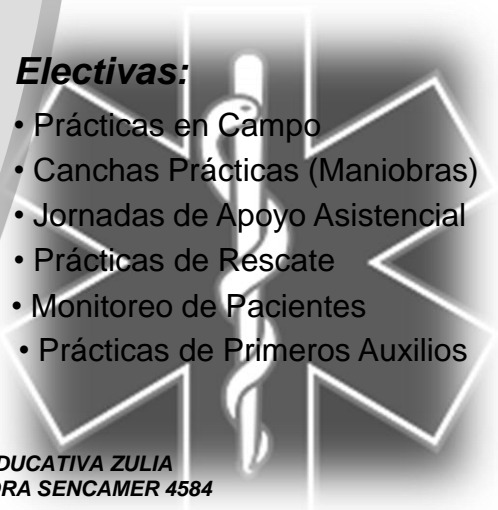 Electivas:
• Prácticas en Campo
• Canchas Prácticas (Maniobras)
• Jornadas de Apoyo Asistencial
• Prácticas de Rescate
• Monitoreo de Pacientes
• Prácticas de Primeros Auxilios
DUCATIVA ZULIA
ORA SENCAMER 4584